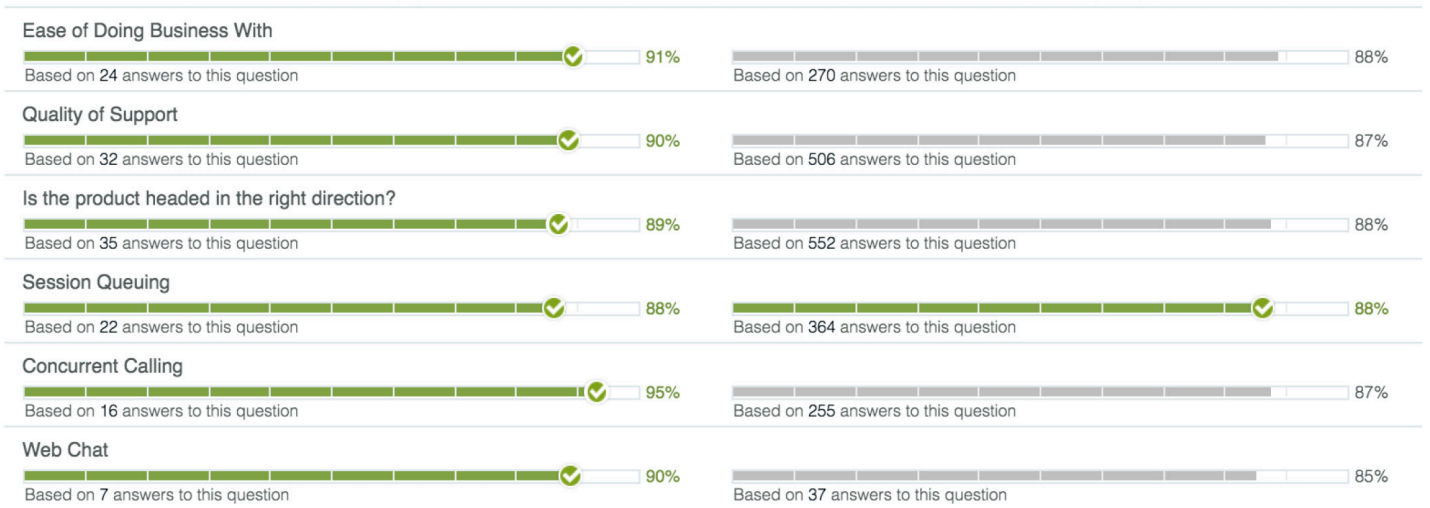 Ease of Doing Business With
91% 88%
Based on 24 answers to this question Based on 270 answers to this question
Quality of Support
90% 87%
Based on 32 answers to this question Based on 506 answers to this question
Is the product headed in the right direction?
89% 88%
Based on 35 answers to this question Based on 552 answers to this question
Session Queuing
88% 88%
Based on 22 answers to this question Based on 364 answers to this question
Concurrent Calling
95% 87%
Based on 16 answers to this question Based on 255 answers to this question
Web Chat
90% 85%
Based on 7 answers to this question Based on 37 answers to this question